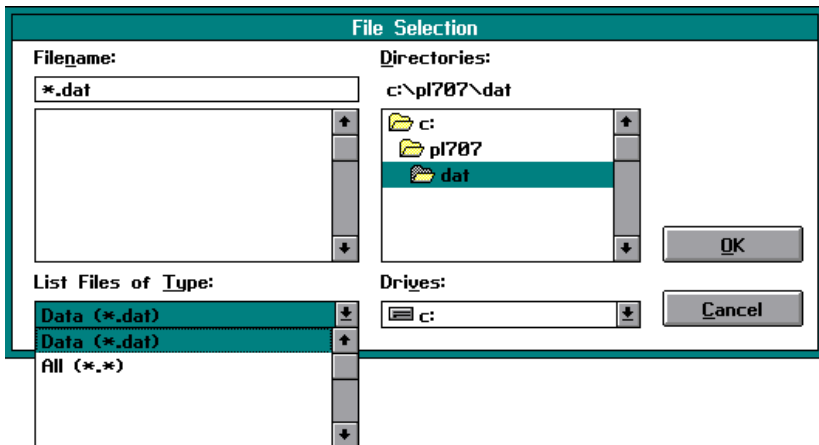 File Selection
Filename:
*.dat
Directories:
c:\pl707\dat
c:
pl707
dat
OK
List Files of Type:
Data (*.dat)
Data (*.dat)
All (*.*)
Drives:
c:
Cancel